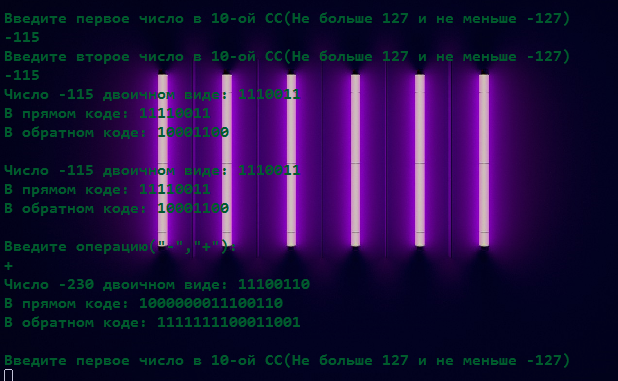 Введите первое число в 10-ой СС(Не больше 127 и не меньше -127)
-115
Введите второе число в 10-ой СС(Не больше 127 и не меньше -127)
-115
Число -115 двоичном виде: 1110011
В прямом коде: 11110011
В обратном коде: 10001100
Число -115 двоичном виде: 1110011
В прямом коде: 11110011
В обратном коде: 10001100
Введите операцию("-","+"):
+
Число -230 двоичном виде: 11100110
В прямом коде: 1000000011100110
В обратном коде: 1111111100011001
Введите первое число в 10-ой СС(Не больше 127 и не меньше -127)